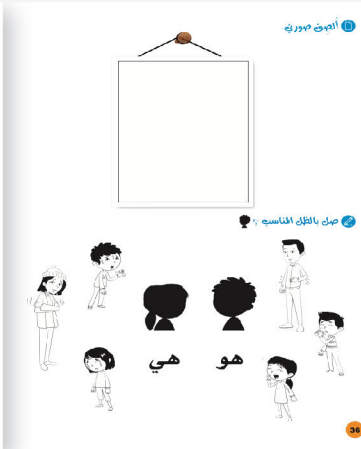 ألصق صورتي
صل بالظل المناسب :
هو
هي
36